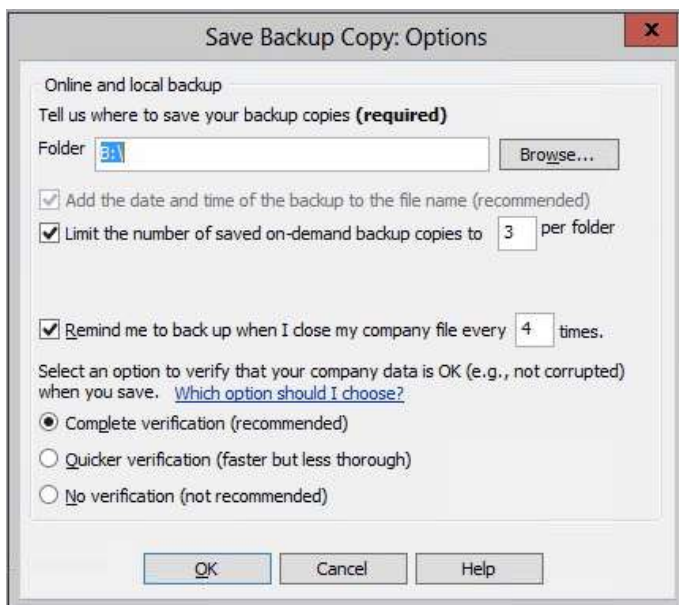 Save Backup Copy: Options
x
Online and local backup
Tell us where to save your backup copies (required)
Folder B:\ Browse...
Add the date and time of the backup to the file name (recommended)
Limit the number of saved on-demand backup copies to 3 per folder
Remind me to back up when I close my company file every 4 times.
Select an option to verify that your company data is OK (e.g., not corrupted)
when you save. Which option should I choose?
Complete verification (recommended)
Quicker verification (faster but less thorough)
No verification (not recommended)
OK Cancel Help